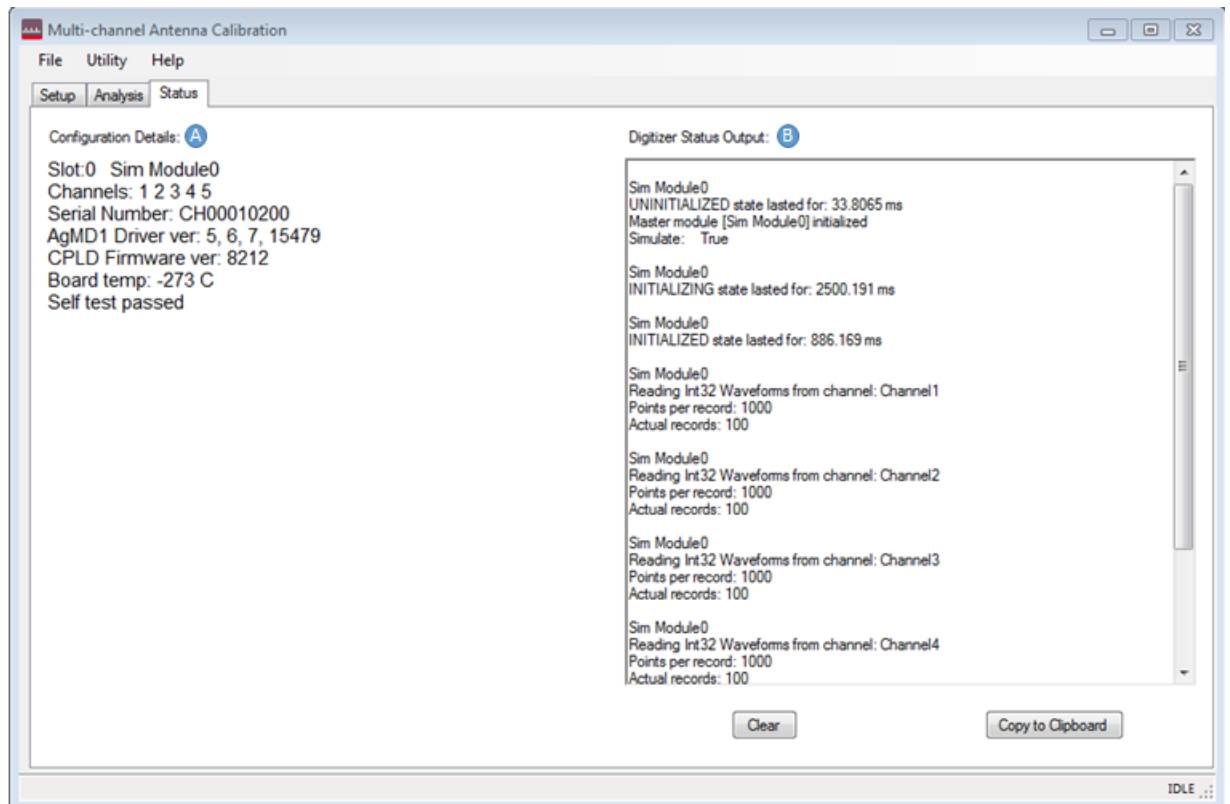 Multi-channel Antenna Calibration
File Utility Help
Setup Analysis Status
Configuration Details: A
Slot:0 Sim Module0
Channels: 1 2 3 4 5
Serial Number: CH00010200
AgMD1 Driver ver: 5, 6, 7, 15479
CPLD Firmware ver: 8212
Board temp: -273 C
Self test passed
Digitizer Status Output: B
Sim Module0
UNINITIALIZED state lasted for: 33.8065 ms
Master module [Sim Module0] initialized
Simulate: True
Sim Module0
INITIALIZING state lasted for: 2500.191 ms
Sim Module0
INITIALIZED state lasted for: 886.169 ms
Sim Module0
Reading Int32 Waveforms from channel: Channel1
Points per record: 1000
Actual records: 100
Sim Module0
Reading Int32 Waveforms from channel: Channel2
Points per record: 1000
Actual records: 100
Sim Module0
Reading Int32 Waveforms from channel: Channel3
Points per record: 1000
Actual records: 100
Sim Module0
Reading Int32 Waveforms from channel: Channel4
Points per record: 1000
Actual records: 100
Clear
Copy to Clipboard
IDLE